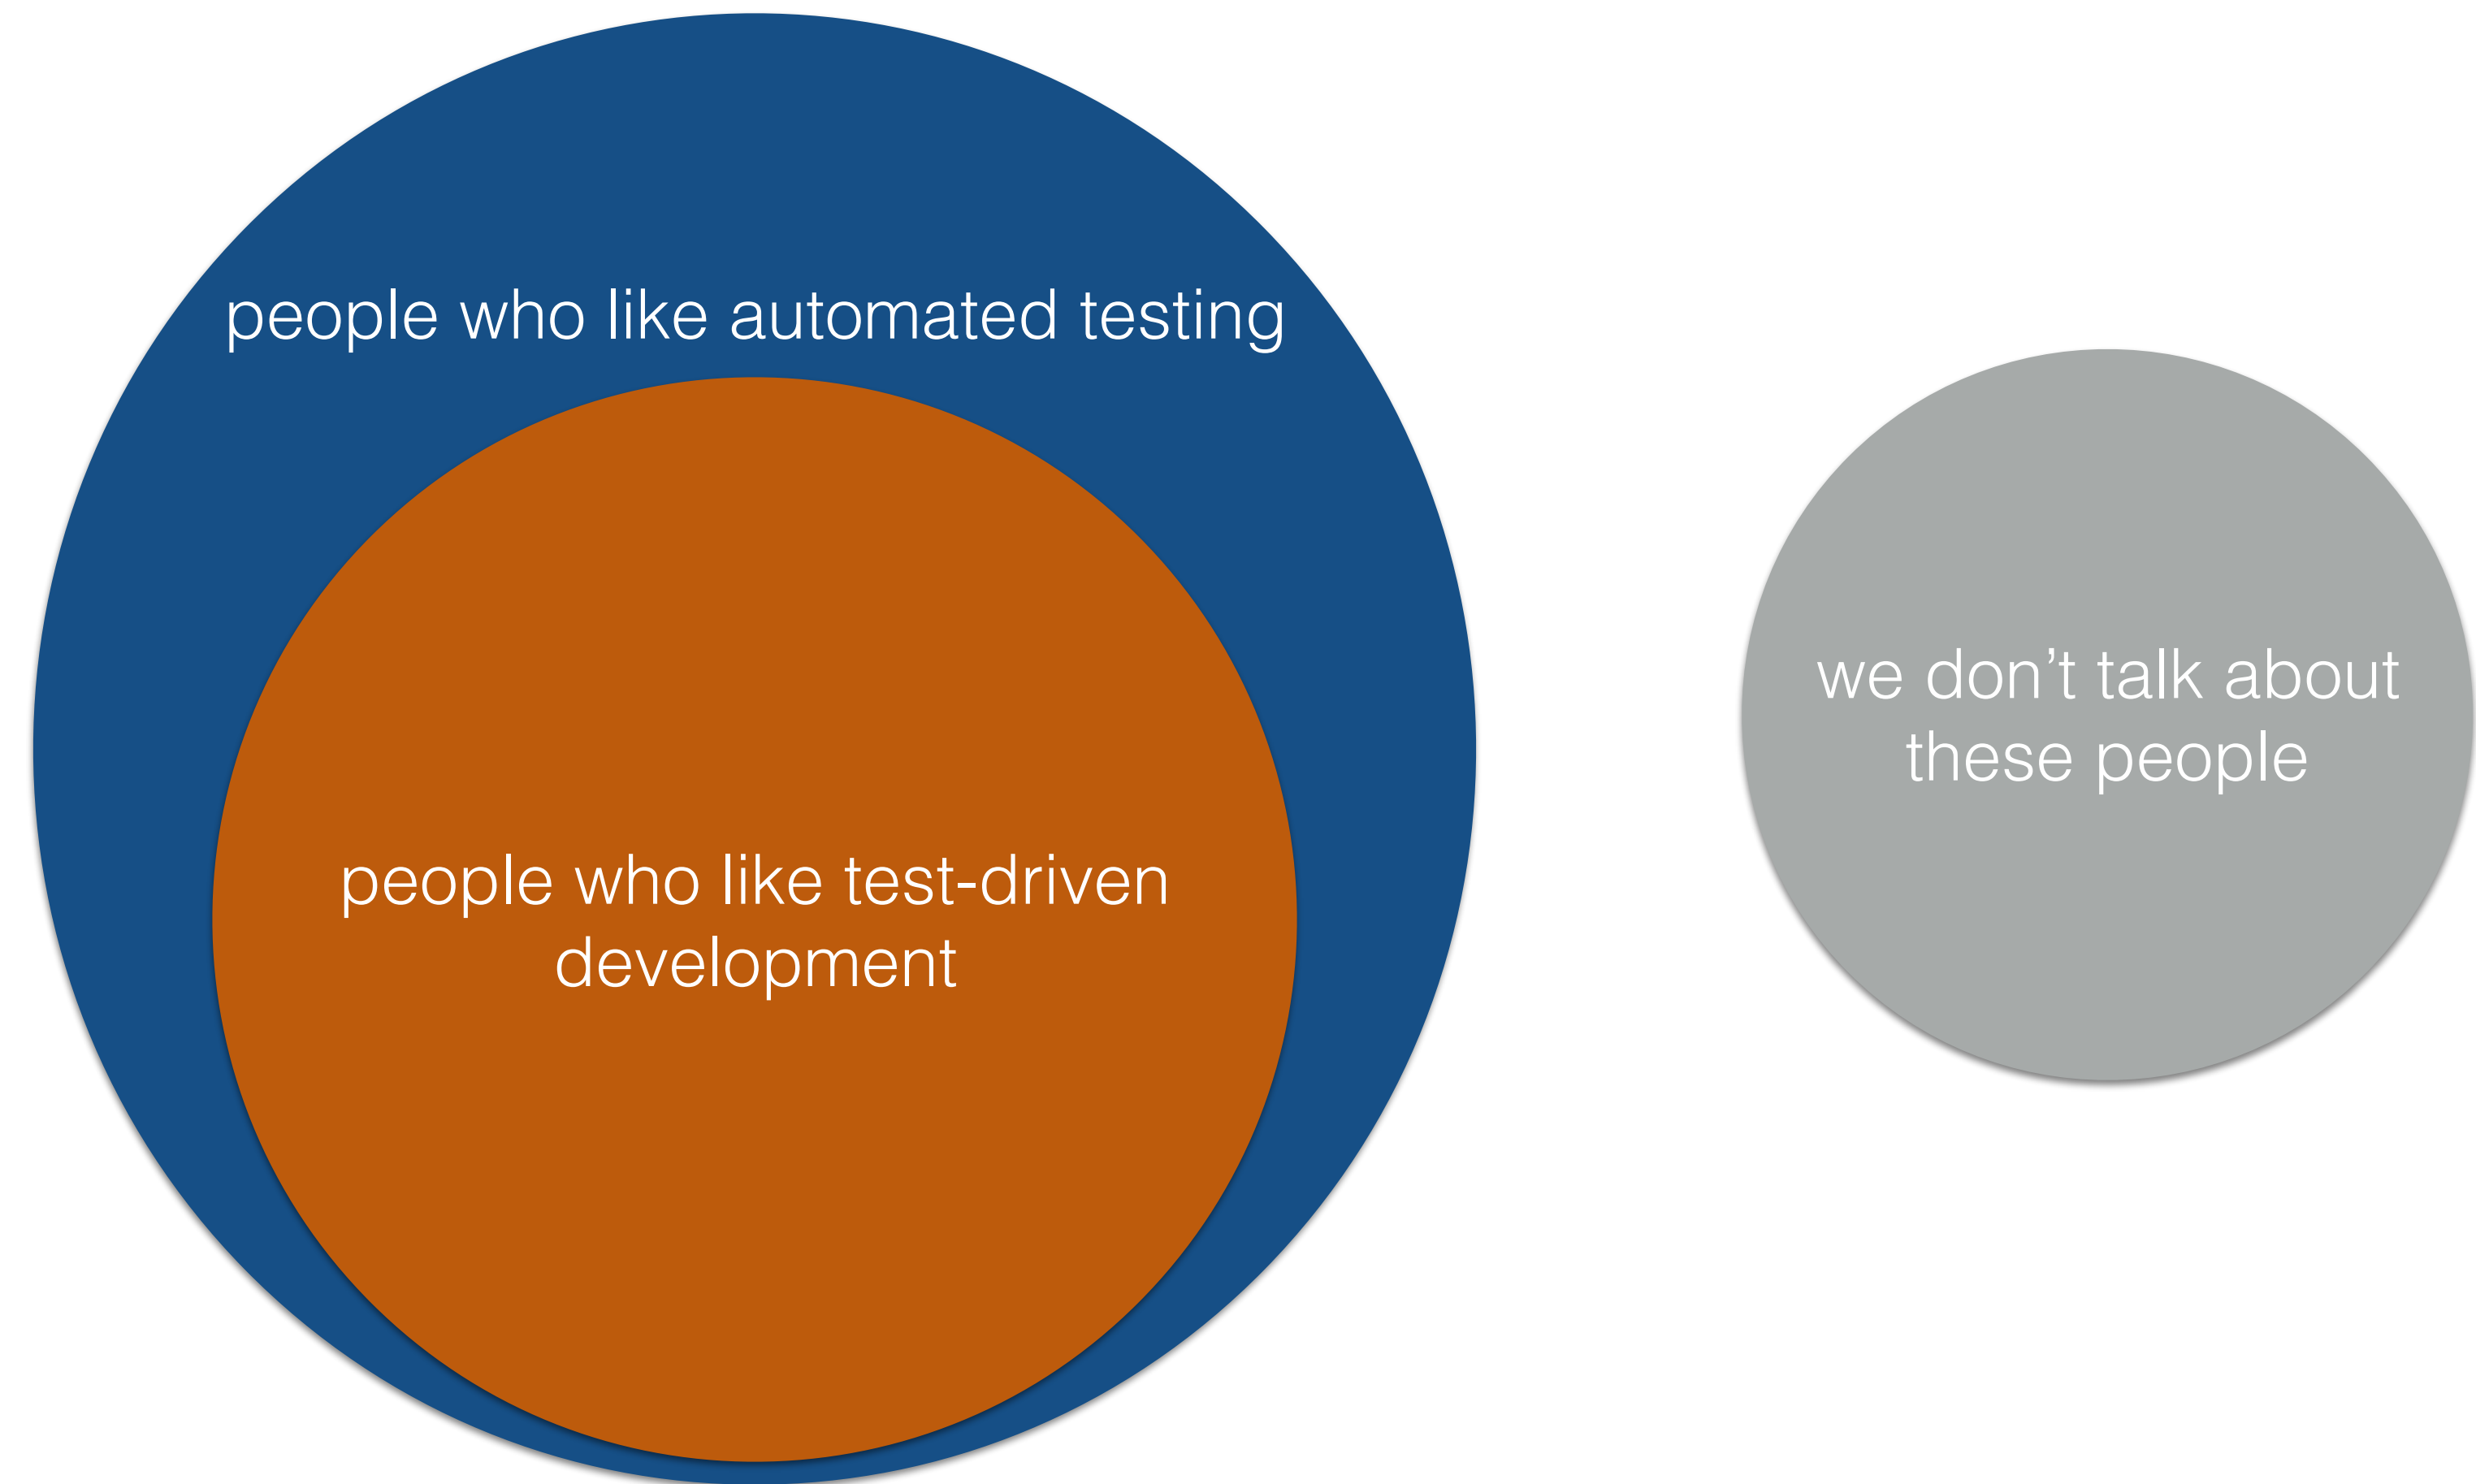 people who like automated testing
people who like test-driven
development
we don’t talk about
these people